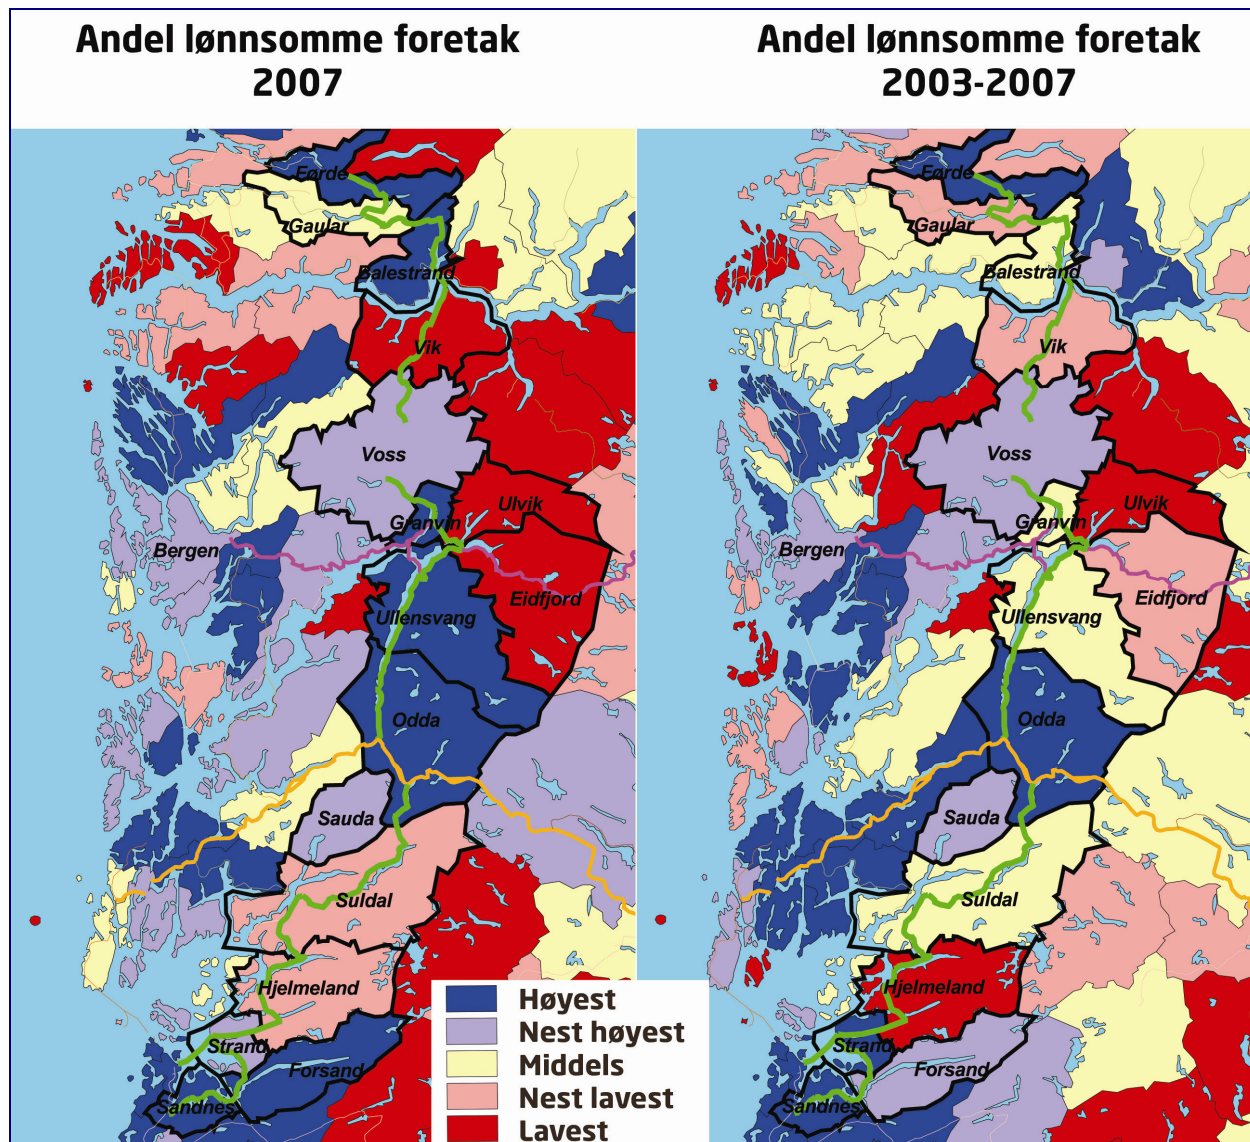 Andel lønnsomme foretak
2007
Andel lønnsomme foretak
2003-2007
Førde
Gaular
Balestrand
Vik
Voss
Ulvik
Granvin
Bergen
Eidfjord
Ullensvang
Odda
Sauda
Suldal
Hjelmeland
Strand
Forsand
Sandnes
Førde
Gaular
Balestrand
Vik
Voss
Ulvik
Granvin
Bergen
Eidfjord
Ullensvang
Odda
Sauda
Suldal
Hjelmeland
Strand
Forsand
Sandnes
Høyest
Nest høyest
Middels
Nest lavest
Lavest